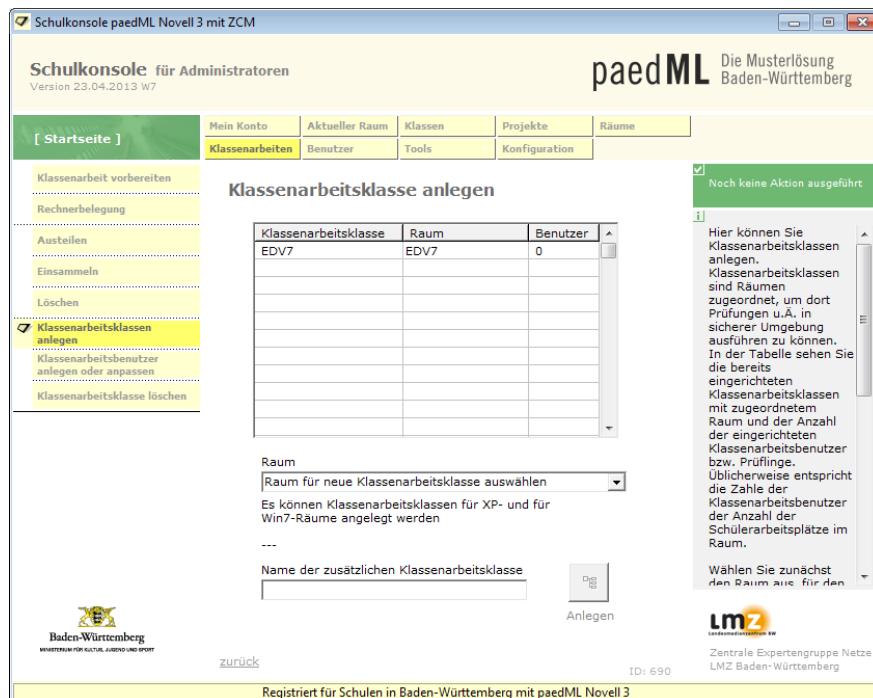 Schulkonsole paedML Novell 3 mit ZCM
Schulkonsole für Administratoren
Version 23.04.2013 W7
paedML Die Musterlösung
Baden-Württemberg
[ Startseite ]
Mein Konto
Aktueller Raum
Klassen
Projekte
Räume
Klassenarbeiten
Benutzer
Tools
Konfiguration
Klassenarbeit vorbereiten
Rechnerbelegung
Austeilen
Einsammeln
Löschen
Klassenarbeitsklassen
anlegen
Klassenarbeitsbenutzer
anlegen oder anpassen
Klassenarbeitsklasse löschen
Klassenarbeitsklasse anlegen
Klassenarbeitsklasse Raum Benutzer
EDV7 EDV7 0
Raum
Raum für neue Klassenarbeitsklasse auswählen
Es können Klassenarbeitsklassen für XP- und für
Win7-Räume angelegt werden
---
Name der zusätzlichen Klassenarbeitsklasse
Anlegen
zurück
ID: 690
Noch keine Aktion ausgeführt
Hier können Sie
Klassenarbeitsklassen
anlegen.
Klassenarbeitsklassen
sind Räumen
zugeordnet, um dort
Prüfungen u.Ä. in
sicherer Umgebung
ausführen zu können.
In der Tabelle sehen Sie
die bereits
eingerichteten
Klassenarbeitsklassen
mit zugeordnetem
Raum und der Anzahl
der eingerichteten
Klassenarbeitsbenutzer
bzw. Prüflinge.
Üblicherweise entspricht
die Zahle der
Klassenarbeitsbenutzer
der Anzahl der
Schülerarbeitsplätze im
Raum.
Wählen Sie zunächst
den Raum aus, für den
Baden-Württemberg
MINISTERIUM FÜR KULTUS, JUGEND UND SPORT
LMZ
Landesmedienzentrum BW
Zentrale Expertengruppe Netze
LMZ Baden-Württemberg
Registriert für Schulen in Baden-Württemberg mit paedML Novell 3